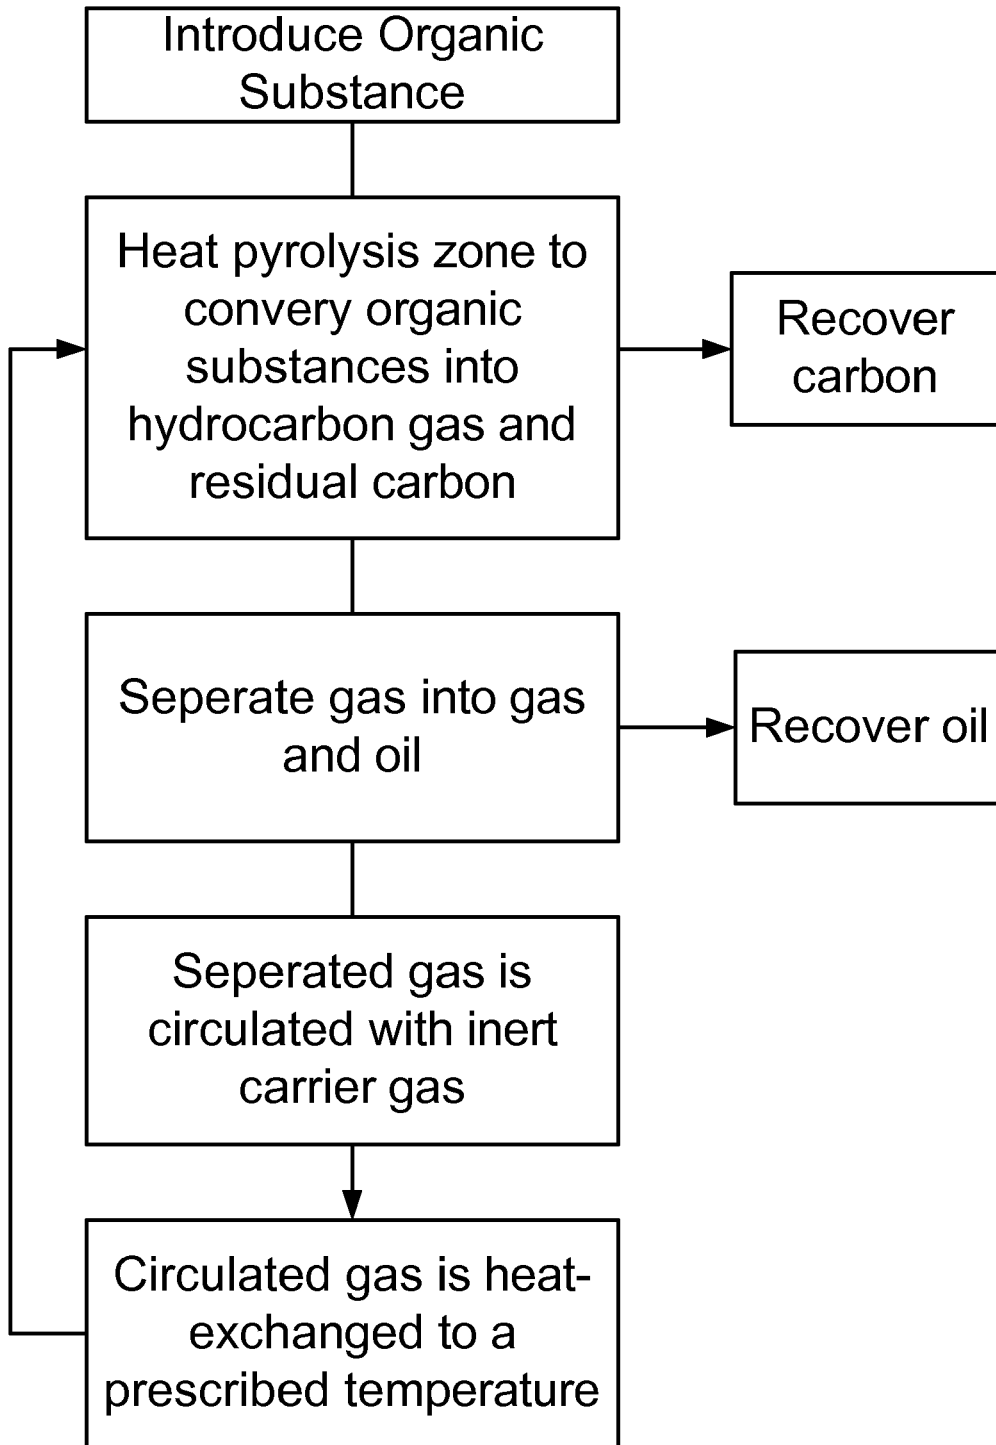 Introduce Organic
Substance
Heat pyrolysis zone to
convery organic
substances into
hydrocarbon gas and
residual carbon
Recover
carbon
Seperate gas into gas
and oil
Recover oil
Seperated gas is
circulated with inert
carrier gas
Circulated gas is heat-
exchanged to a
prescribed temperature